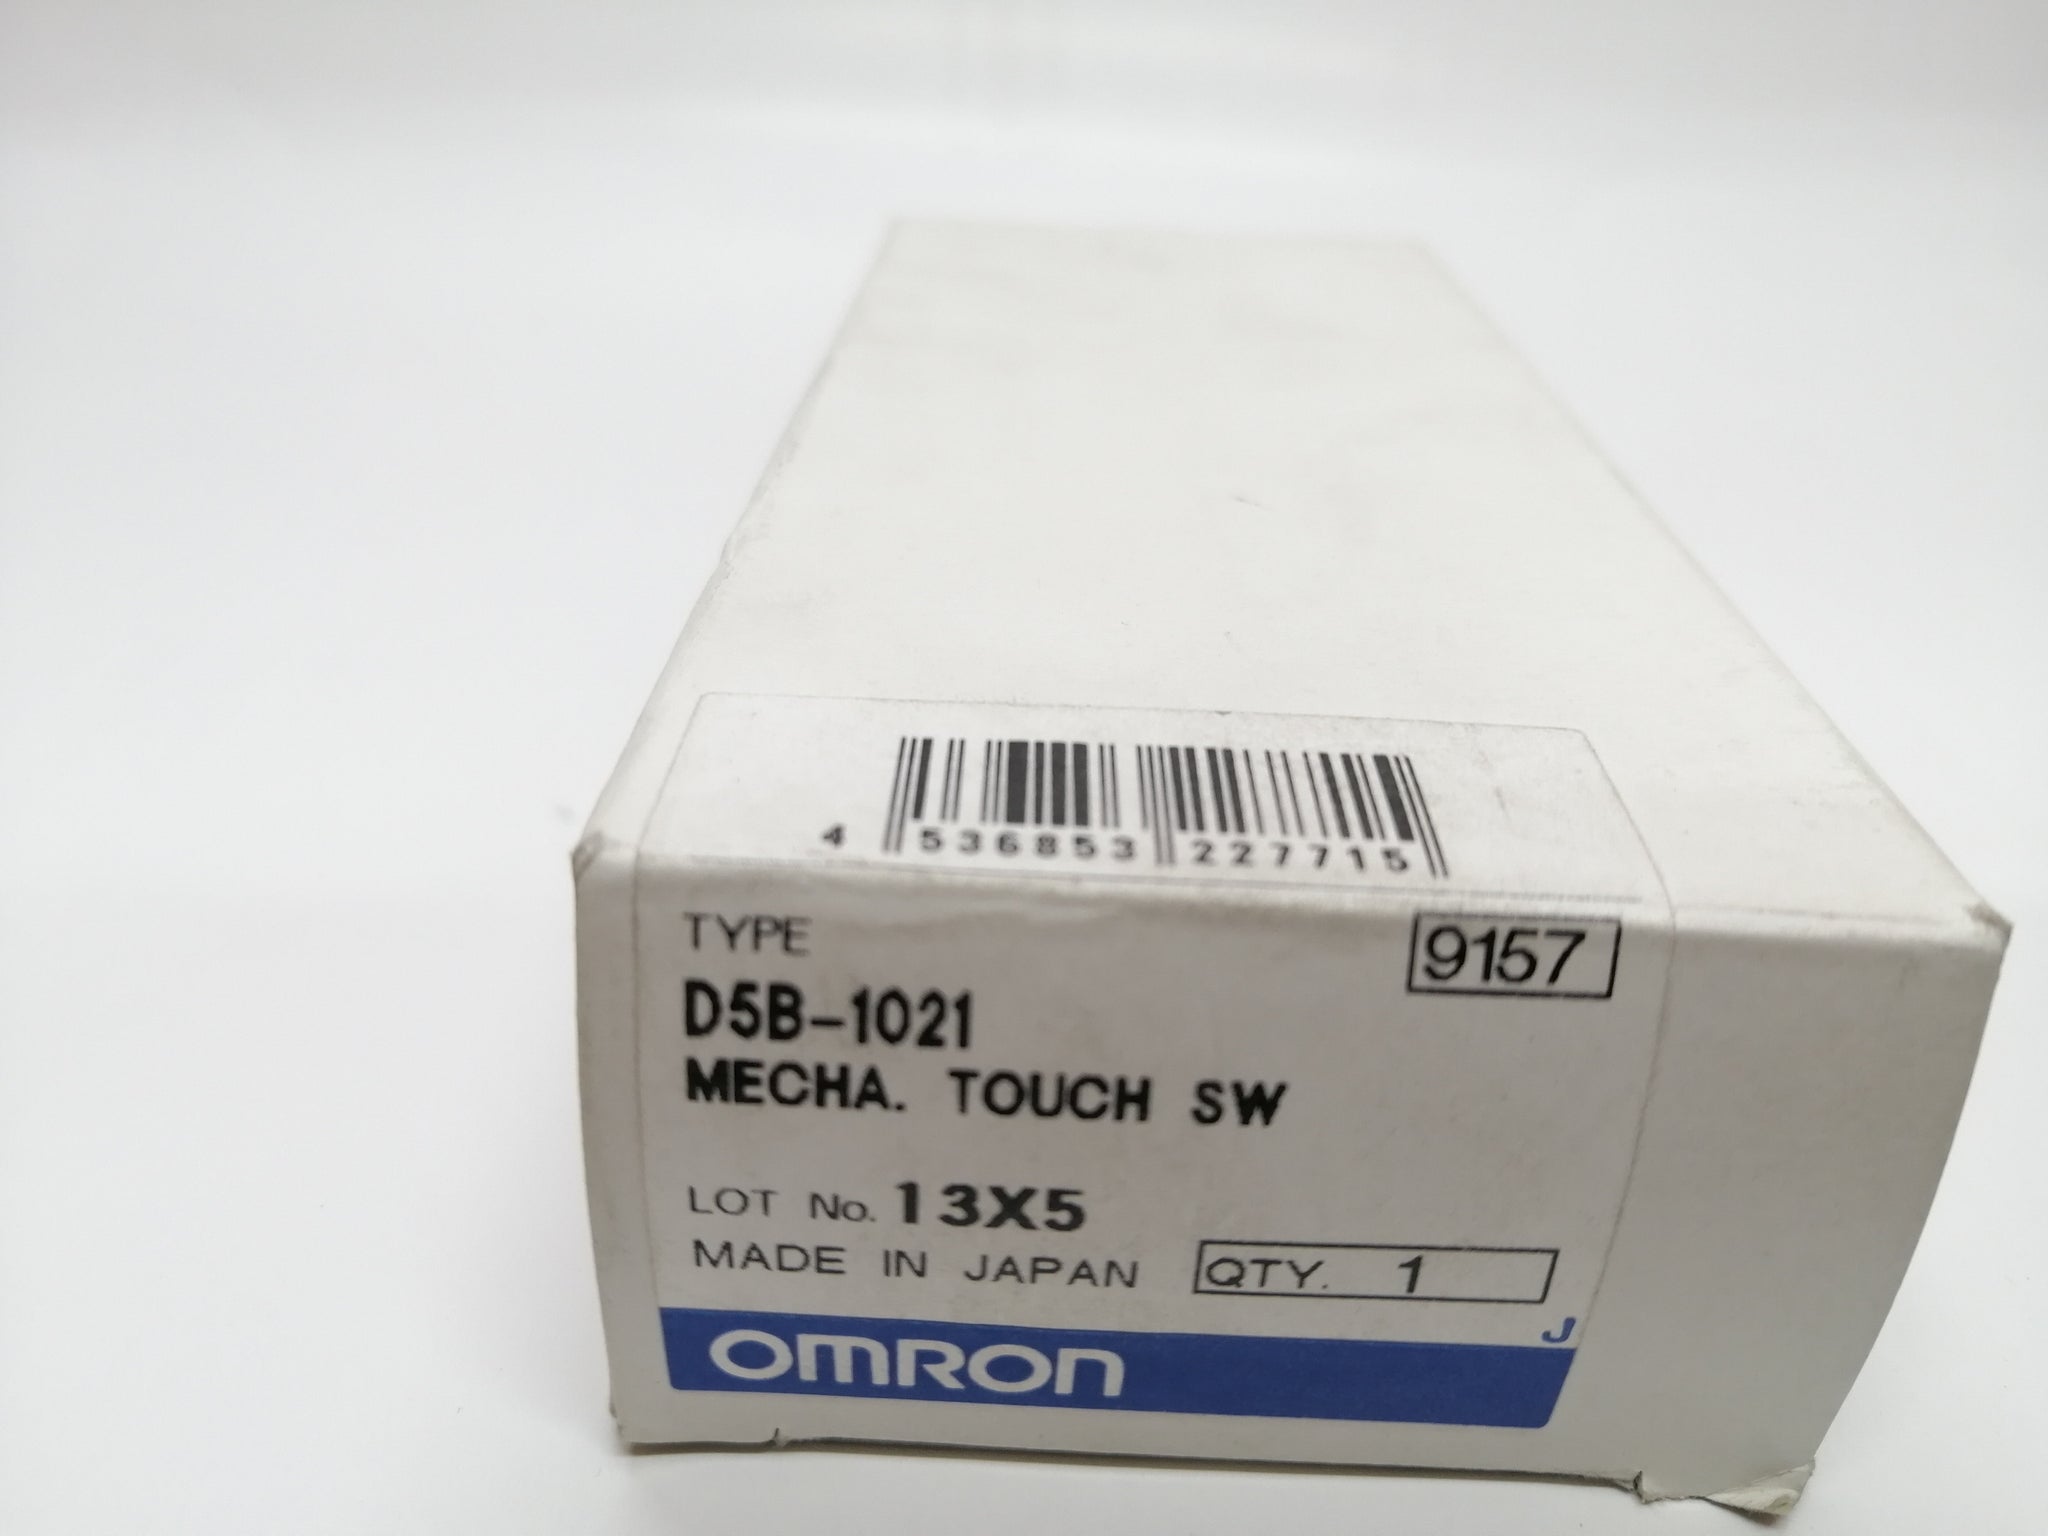 4 536853 227715
TYPE
9157
D5B-1021
MECHA. TOUCH SW
LOT No. 13X5
MADE IN JAPAN
QTY. 1
J
OMRON